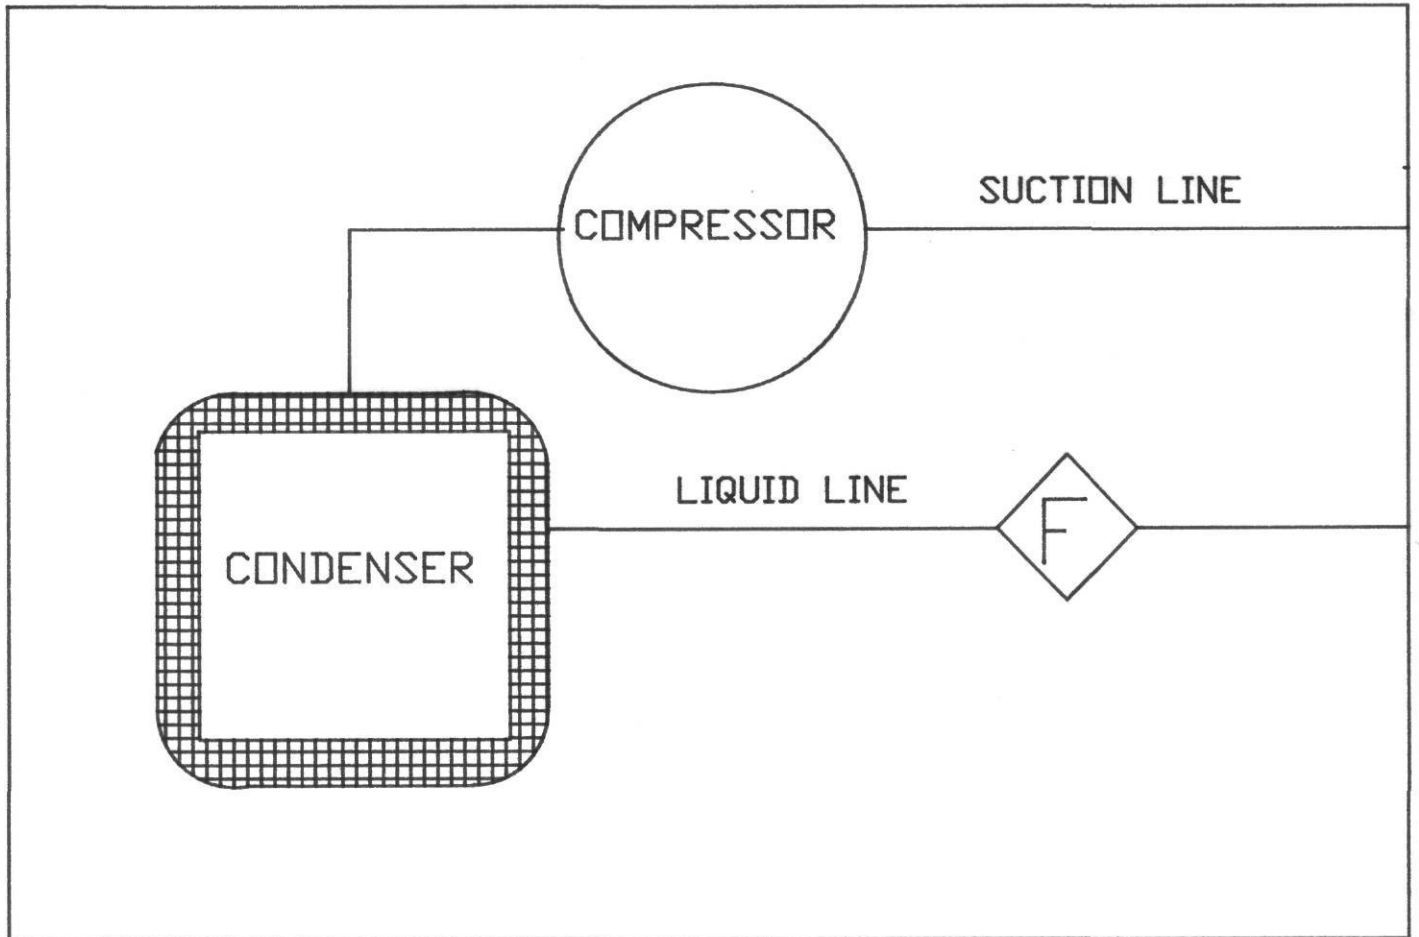 SUCTION LINE
COMPRESSOR
LIQUID LINE
F
CONDENSER